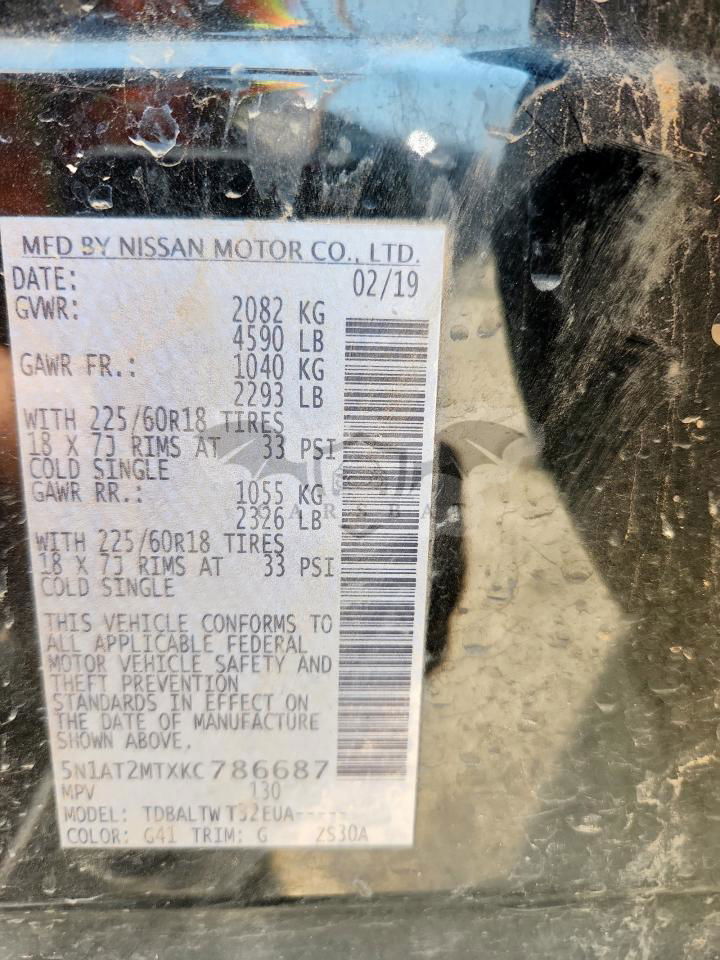 MFD BY NISSAN MOTOR CO., LTD.
DATE: 02/19
GVWR: 2082 KG
4590 LB
GAWR FR.: 1040 KG
2293 LB
WITH 225/60R18 TIRES
18 X 7J RIMS AT 33 PSI
COLD SINGLE
GAWR RR.: 1055 KG
2326 LB
WITH 225/60R18 TIRES
18 X 7J RIMS AT 33 PSI
COLD SINGLE
THIS VEHICLE CONFORMS TO
ALL APPLICABLE FEDERAL
MOTOR VEHICLE SAFETY AND
THEFT PREVENTION
STANDARDS IN EFFECT ON
THE DATE OF MANUFACTURE
SHOWN ABOVE.
5N1AT2MTXKC786687
MPV 130
MODEL: TDBALTW T32EUA-----
COLOR: G41 TRIM: G ZS30A
CARSBAT